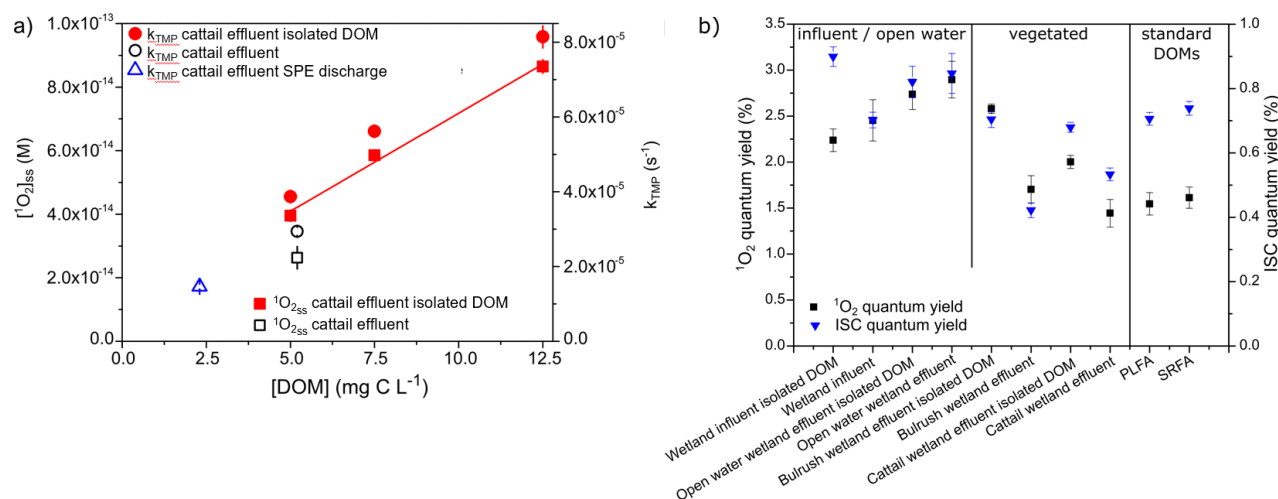 a)
1.0x10⁻¹³
8.0x10⁻¹⁴
6.0x10⁻¹⁴
4.0x10⁻¹⁴
2.0x10⁻¹⁴
0.0
[¹O₂]ss (M)
k_TMP cattail effluent isolated DOM
k_TMP cattail effluent
k_TMP cattail effluent SPE discharge
¹O₂ss cattail effluent isolated DOM
¹O₂ss cattail effluent
8.0x10⁻⁵
6.0x10⁻⁵
4.0x10⁻⁵
2.0x10⁻⁵
0.0
k_TMP (s⁻¹)
0.0 2.5 5.0 7.5 10.0 12.5
[DOM] (mg C L⁻¹)
b)
3.5
3.0
2.5
2.0
1.5
1.0
0.5
0.0
¹O₂ quantum yield (%)
influent / open water
vegetated
standard
DOMs
¹O₂ quantum yield
ISC quantum yield
1.0
0.8
0.6
0.4
0.2
0.0
ISC quantum yield (%)
Wetland influent isolated DOM
Wetland influent
Open water wetland effluent isolated DOM
Open water wetland effluent
Bulrush wetland effluent isolated DOM
Bulrush wetland effluent
Cattail wetland effluent isolated DOM
Cattail wetland effluent
PLFA
SRFA